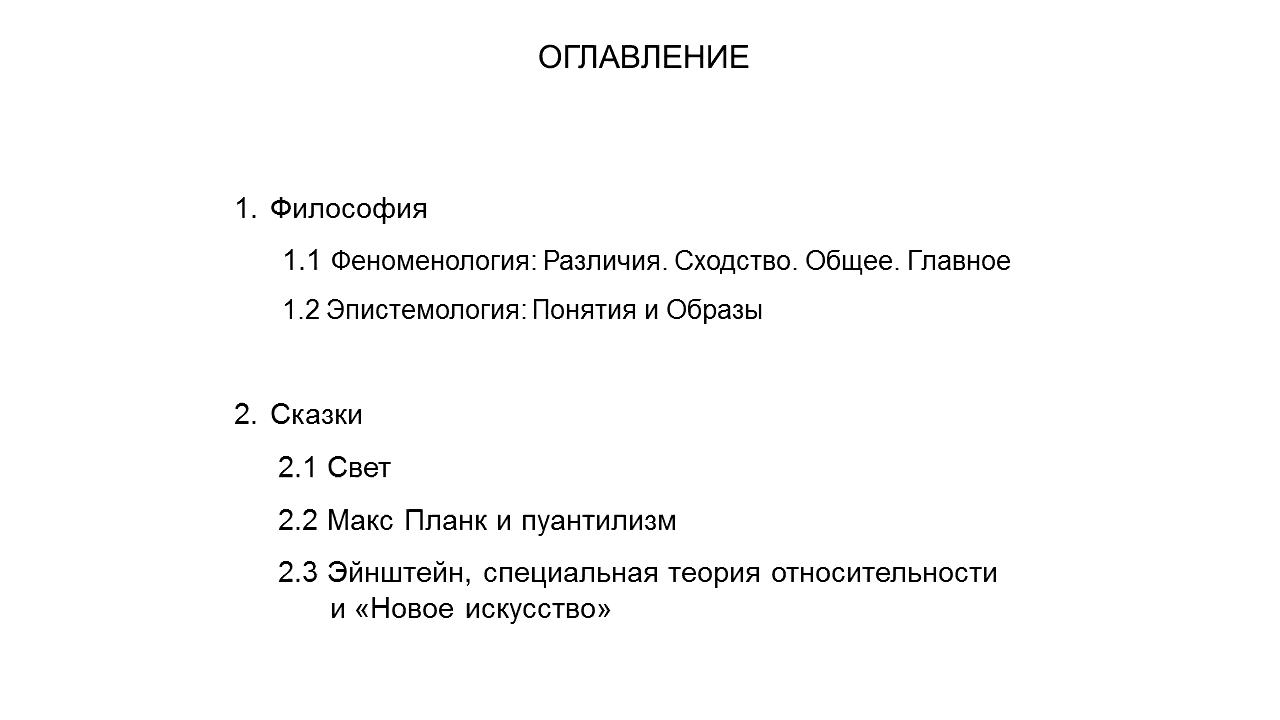 ОГЛАВЛЕНИЕ
1. Философия
1.1 Феноменология: Различия. Сходство. Общее. Главное
1.2 Эпистемология: Понятия и Образы
2. Сказки
2.1 Свет
2.2 Макс Планк и пуантилизм
2.3 Эйнштейн, специальная теория относительности
и «Новое искусство»